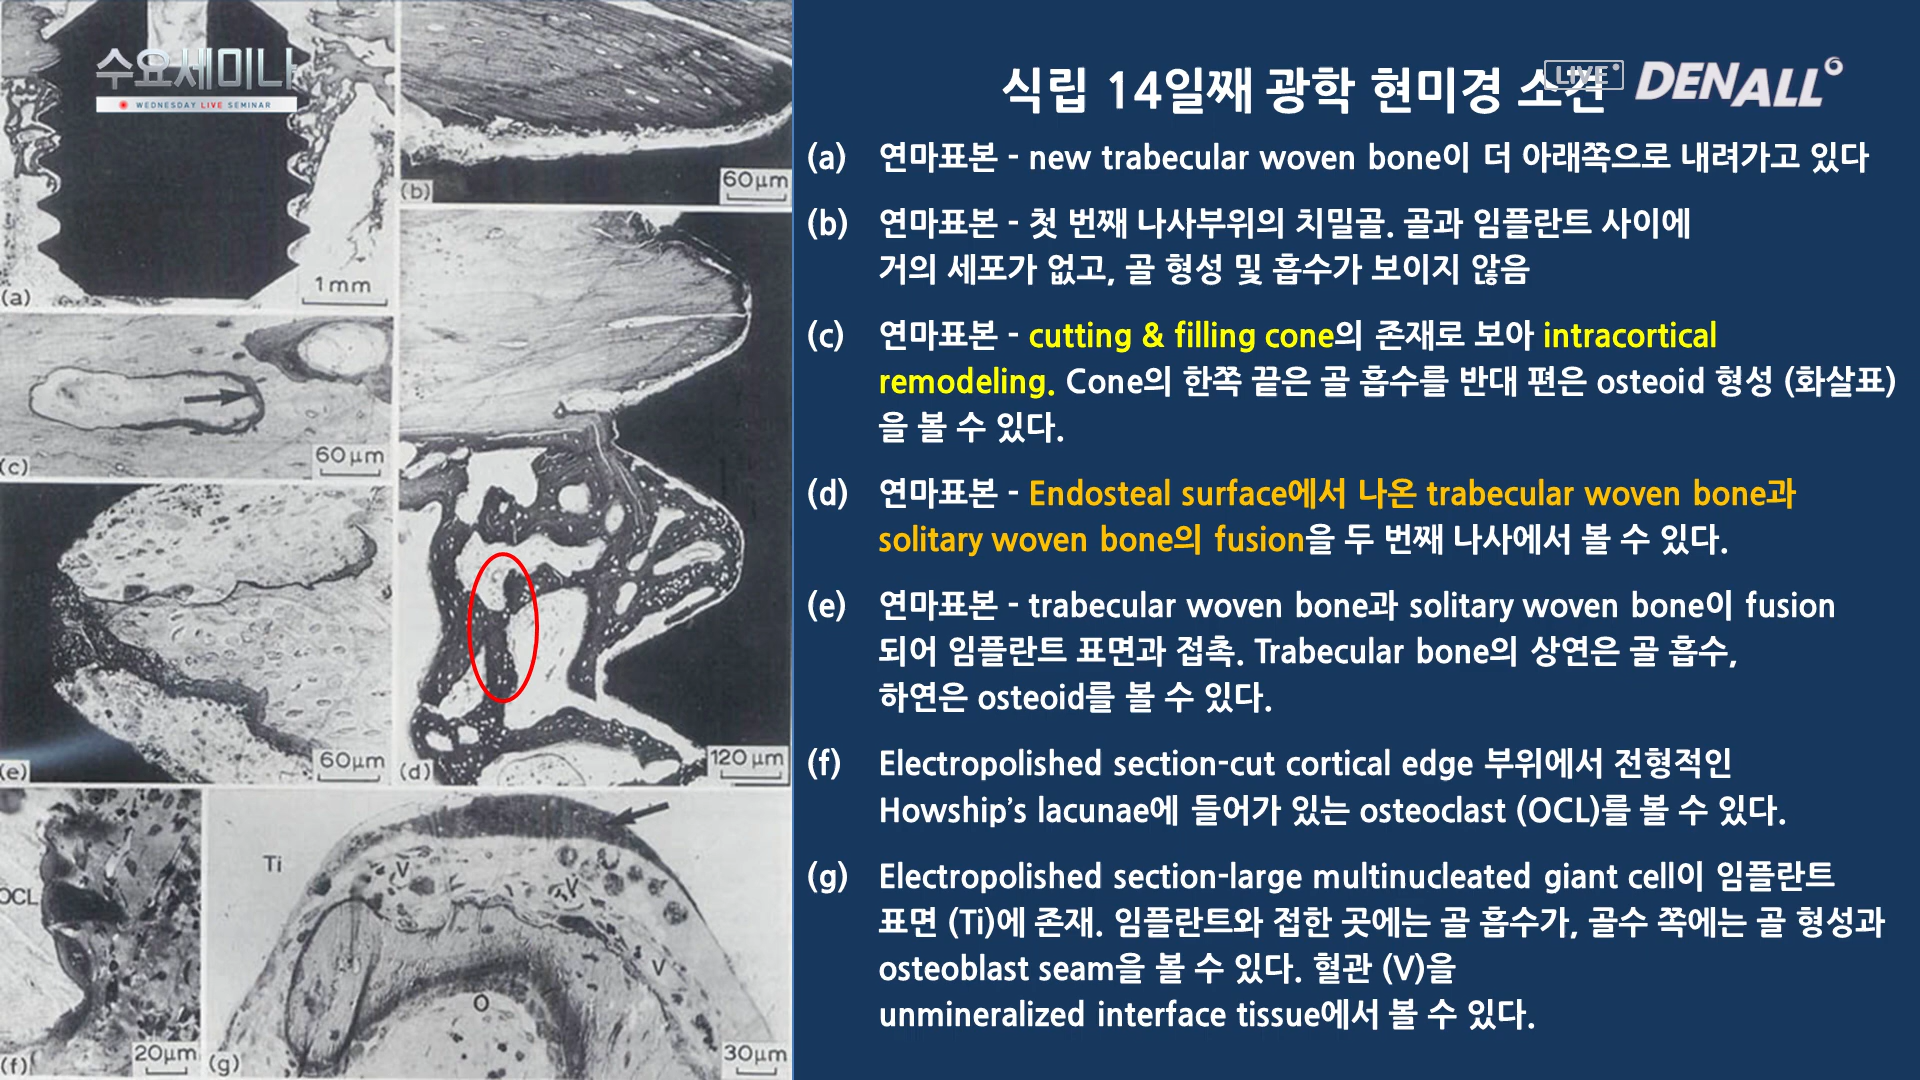 수요세미나
WEDNESDAY LIVE SEMINAR
(a)
1mm
(b)
60µm
(c)
60µm
(e)
60µm
(d)
120µm
OCL
(f)
20µm
Ti
V
V
V
O
(g)
30µm
식립 14일째 광학 현미경 소견
LIVE
DENALL
(a) 연마표본 - new trabecular woven bone이 더 아래쪽으로 내려가고 있다
(b) 연마표본 - 첫 번째 나사부위의 치밀골. 골과 임플란트 사이에
거의 세포가 없고, 골 형성 및 흡수가 보이지 않음
(c) 연마표본 - cutting & filling cone의 존재로 보아 intracortical
remodeling. Cone의 한쪽 끝은 골 흡수를 반대 편은 osteoid 형성 (화살표)
을 볼 수 있다.
(d) 연마표본 - Endosteal surface에서 나온 trabecular woven bone과
solitary woven bone의 fusion을 두 번째 나사에서 볼 수 있다.
(e) 연마표본 - trabecular woven bone과 solitary woven bone이 fusion
되어 임플란트 표면과 접촉. Trabecular bone의 상연은 골 흡수,
하연은 osteoid를 볼 수 있다.
(f) Electropolished section-cut cortical edge 부위에서 전형적인
Howship’s lacunae에 들어가 있는 osteoclast (OCL)를 볼 수 있다.
(g) Electropolished section-large multinucleated giant cell이 임플란트
표면 (Ti)에 존재. 임플란트와 접한 곳에는 골 흡수가, 골수 쪽에는 골 형성과
osteoblast seam을 볼 수 있다. 혈관 (V)을
unmineralized interface tissue에서 볼 수 있다.